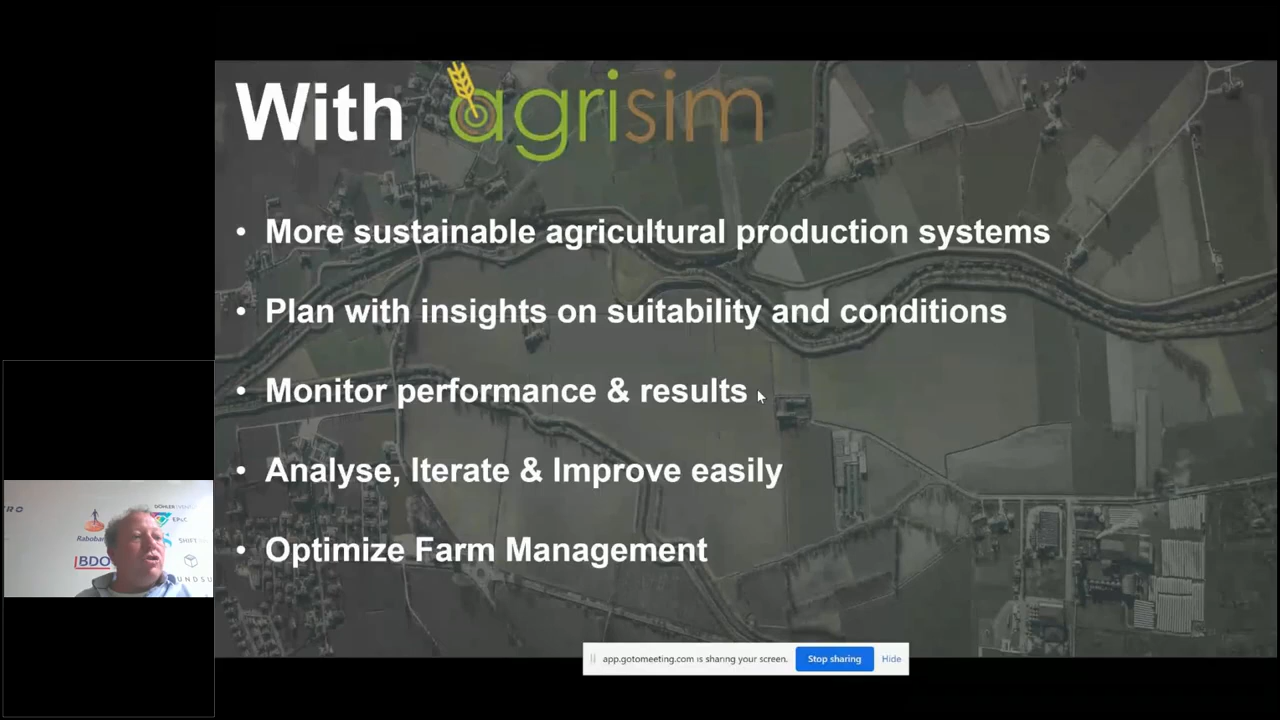 With agrisim
• More sustainable agricultural production systems
• Plan with insights on suitability and conditions
• Monitor performance & results
• Analyse, Iterate & Improve easily
• Optimize Farm Management
BDO
app.gotomeeting.com is sharing your screen.
Stop sharing
Hide